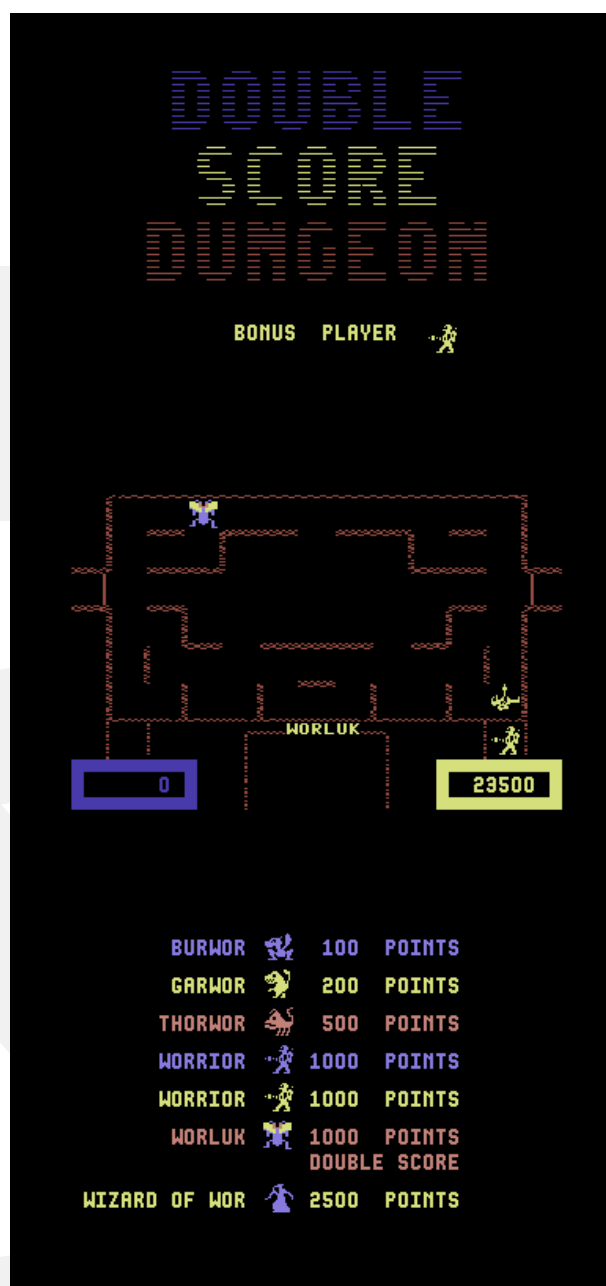 DOUBLE
SCORE
DUNGEON
BONUS PLAYER
WORLUK
0 23500
BURWOR 100 POINTS
GARWOR 200 POINTS
THORWOR 500 POINTS
WORRIOR 1000 POINTS
WORRIOR 1000 POINTS
WORLUK 1000 POINTS
DOUBLE SCORE
WIZARD OF WOR 2500 POINTS